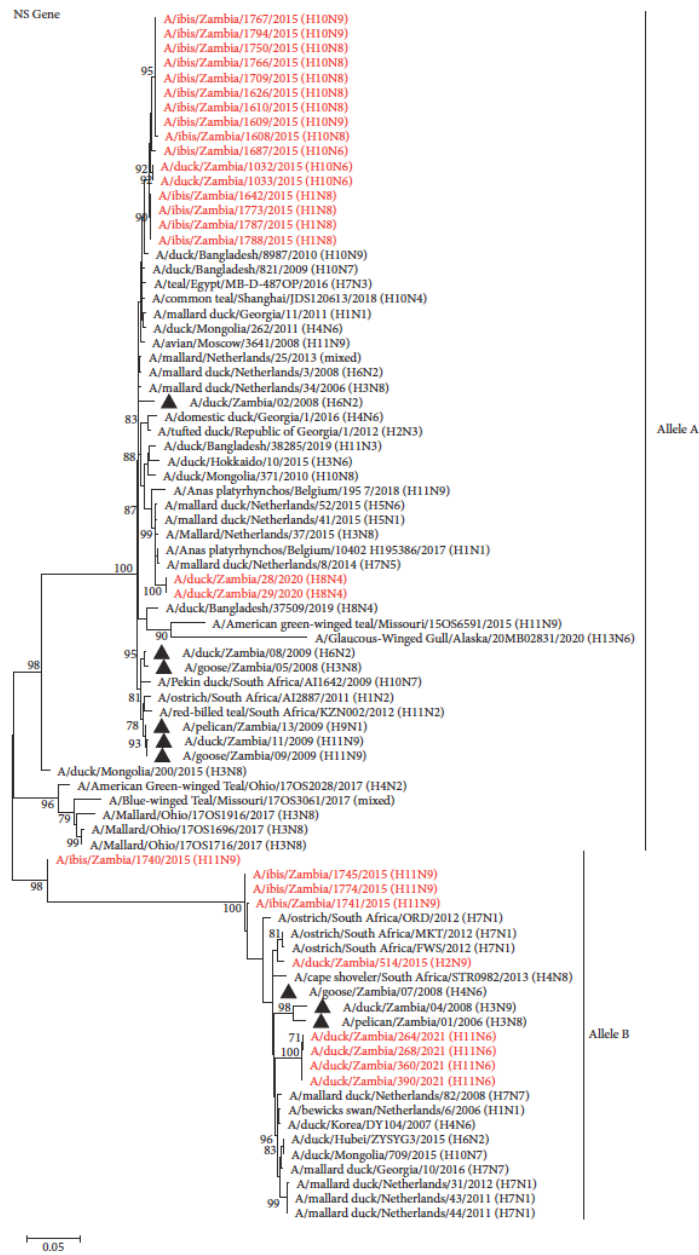 NS Gene
A/ibis/Zambia/1767/2015 (H10N9)
A/ibis/Zambia/1794/2015 (H10N9)
A/ibis/Zambia/1750/2015 (H10N8)
A/ibis/Zambia/1766/2015 (H10N8)
95
A/ibis/Zambia/1709/2015 (H10N8)
A/ibis/Zambia/1626/2015 (H10N8)
A/ibis/Zambia/1610/2015 (H10N8)
A/ibis/Zambia/1609/2015 (H10N9)
A/ibis/Zambia/1608/2015 (H10N8)
A/ibis/Zambia/1687/2015 (H10N6)
92
A/duck/Zambia/1032/2015 (H10N6)
92
A/duck/Zambia/1033/2015 (H10N6)
A/ibis/Zambia/1642/2015 (H1N8)
90
A/ibis/Zambia/1773/2015 (H1N8)
A/ibis/Zambia/1787/2015 (H1N8)
A/ibis/Zambia/1788/2015 (H1N8)
A/duck/Bangladesh/8987/2010 (H10N9)
A/duck/Bangladesh/821/2009 (H10N7)
A/teal/Egypt/MB-D-487OP/2016 (H7N3)
A/common teal/Shanghai/JDS120613/2018 (H10N4)
A/mallard duck/Georgia/11/2011 (H1N1)
A/duck/Mongolia/262/2011 (H4N6)
A/avian/Moscow/3641/2008 (H11N9)
A/mallard/Netherlands/25/2013 (mixed)
A/mallard duck/Netherlands/3/2008 (H6N2)
A/mallard duck/Netherlands/34/2006 (H3N8)
A/duck/Zambia/02/2008 (H6N2)
83
A/domestic duck/Georgia/1/2016 (H4N6)
A/tufted duck/Republic of Georgia/1/2012 (H2N3)
Allele A
A/duck/Bangladesh/38285/2019 (H11N3)
88
A/duck/Hokkaido/10/2015 (H3N6)
A/duck/Mongolia/371/2010 (H10N8)
A/Anas platyrhynchos/Belgium/195 7/2018 (H11N9)
87
A/mallard duck/Netherlands/52/2015 (H5N6)
A/mallard duck/Netherlands/41/2015 (H5N1)
99
A/Mallard/Netherlands/37/2015 (H3N8)
A/Anas platyrhynchos/Belgium/10402 H195386/2017 (H1N1)
A/mallard duck/Netherlands/8/2014 (H7N5)
100
A/duck/Zambia/28/2020 (H8N4)
100
A/duck/Zambia/29/2020 (H8N4)
A/duck/Bangladesh/37509/2019 (H8N4)
A/American green-winged teal/Missouri/15OS6591/2015 (H11N9)
90
A/Glaucous-Winged Gull/Alaska/20MB02831/2020 (H13N6)
95
A/duck/Zambia/08/2009 (H6N2)
98
A/goose/Zambia/05/2008 (H3N8)
A/Pekin duck/South Africa/AI1642/2009 (H10N7)
81
A/ostrich/South Africa/AI2887/2011 (H1N2)
A/red-billed teal/South Africa/KZN002/2012 (H11N2)
78
A/pelican/Zambia/13/2009 (H9N1)
93
A/duck/Zambia/11/2009 (H11N9)
A/goose/Zambia/09/2009 (H11N9)
A/duck/Mongolia/200/2015 (H3N8)
A/American Green-winged Teal/Ohio/17OS2028/2017 (H4N2)
96
A/Blue-winged Teal/Missouri/17OS3061/2017 (mixed)
79
A/Mallard/Ohio/17OS1916/2017 (H3N8)
A/Mallard/Ohio/17OS1696/2017 (H3N8)
99
A/Mallard/Ohio/17OS1716/2017 (H3N8)
A/ibis/Zambia/1740/2015 (H11N9)
98
A/ibis/Zambia/1745/2015 (H11N9)
A/ibis/Zambia/1774/2015 (H11N9)
100
A/ibis/Zambia/1741/2015 (H11N9)
A/ostrich/South Africa/ORD/2012 (H7N1)
81
A/ostrich/South Africa/MKT/2012 (H7N1)
A/ostrich/South Africa/FWS/2012 (H7N1)
A/duck/Zambia/514/2015 (H2N9)
A/cape shoveler/South Africa/STR0982/2013 (H4N8)
A/goose/Zambia/07/2008 (H4N6)
98
A/duck/Zambia/04/2008 (H3N9)
A/pelican/Zambia/01/2006 (H3N8)
Allele B
71
A/duck/Zambia/264/2021 (H11N6)
100
A/duck/Zambia/268/2021 (H11N6)
A/duck/Zambia/360/2021 (H11N6)
A/duck/Zambia/390/2021 (H11N6)
A/mallard duck/Netherlands/82/2008 (H7N7)
A/bewicks swan/Netherlands/6/2006 (H1N1)
A/duck/Korea/DY104/2007 (H4N6)
96
A/duck/Hubei/ZYSYG3/2015 (H6N2)
83
A/duck/Mongolia/709/2015 (H10N7)
A/mallard duck/Georgia/10/2016 (H7N7)
A/mallard duck/Netherlands/31/2012 (H7N1)
99
A/mallard duck/Netherlands/43/2011 (H7N1)
A/mallard duck/Netherlands/44/2011 (H7N1)
0.05